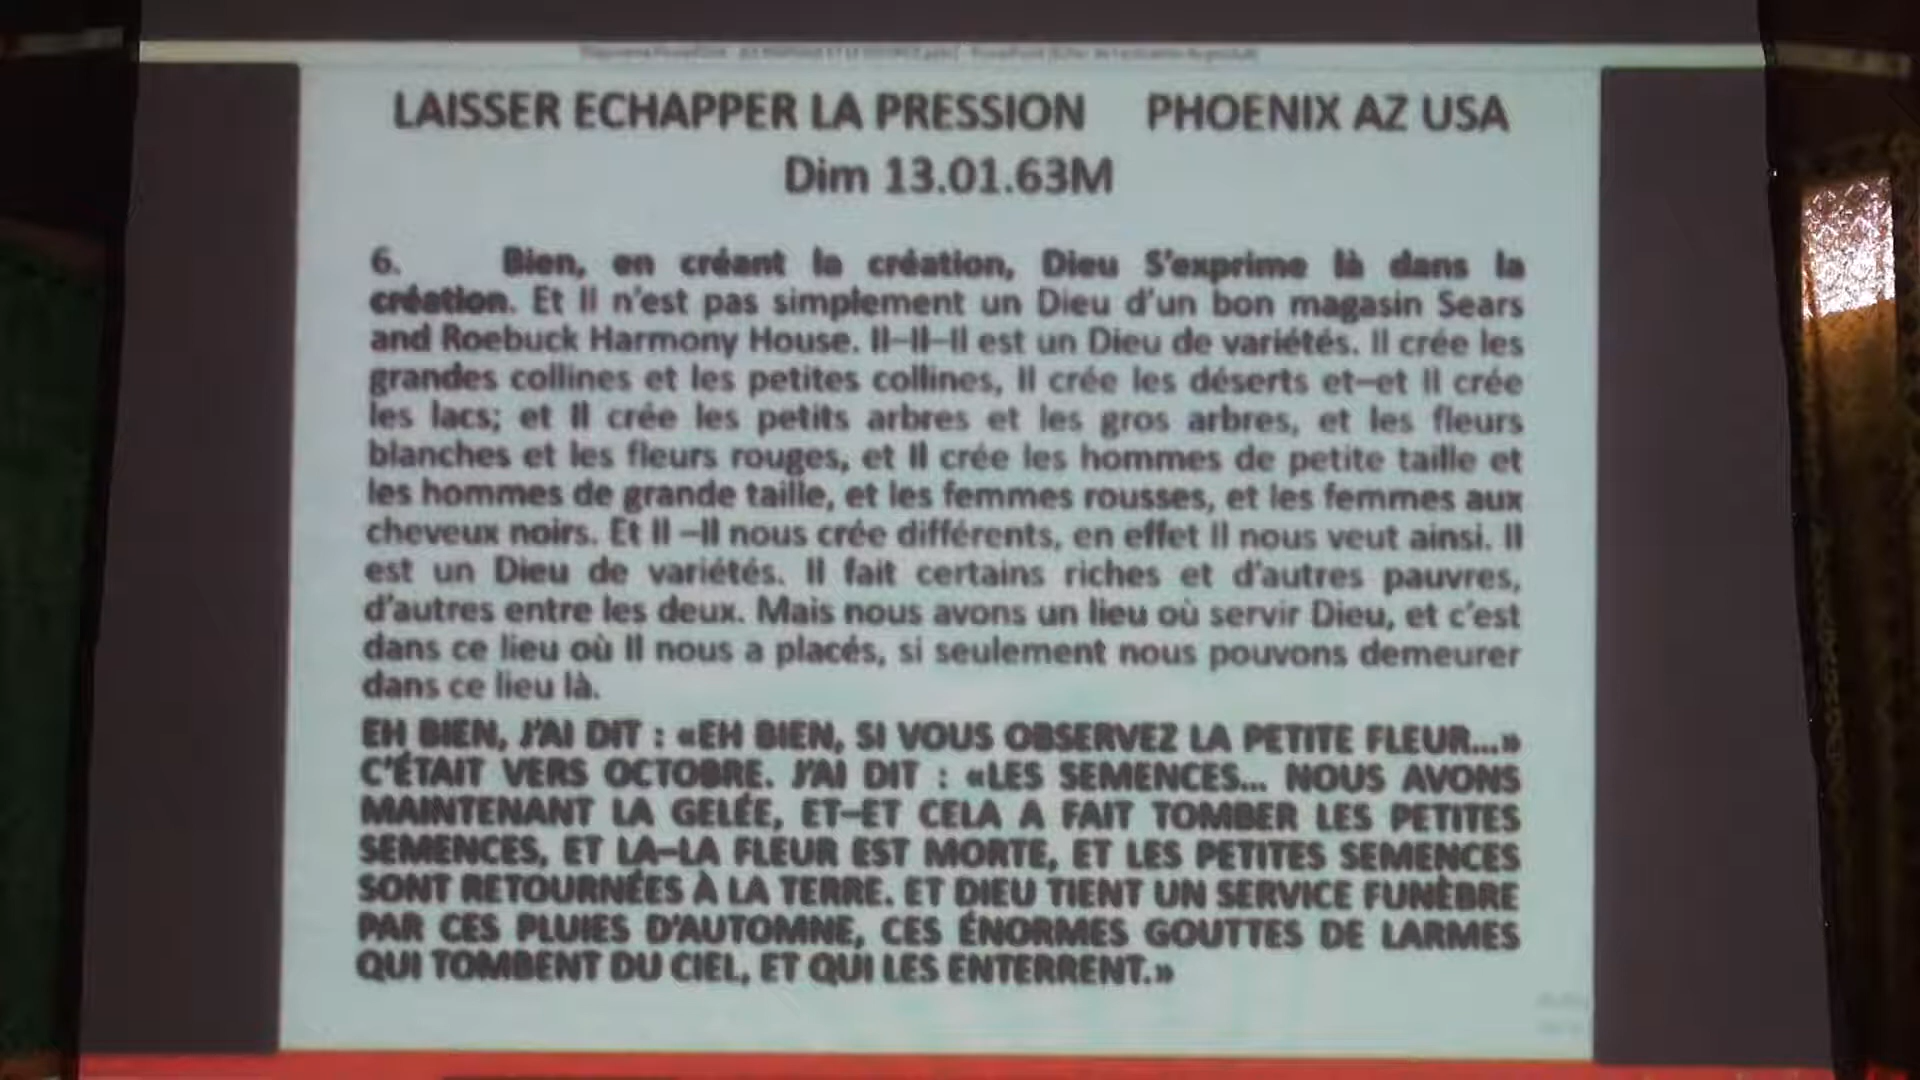 LAISSER ECHAPPER LA PRESSION PHOENIX AZ USA
Dim 13.01.63M
6. Bien, en créant la création, Dieu S'exprime là dans la
création. Et Il n'est pas simplement un Dieu d'un bon magasin Sears
and Roebuck Harmony House. Il–Il–Il est un Dieu de variétés. Il crée les
grandes collines et les petites collines, Il crée les déserts et–et Il crée
les lacs; et Il crée les petits arbres et les gros arbres, et les fleurs
blanches et les fleurs rouges, et Il crée les hommes de petite taille et
les hommes de grande taille, et les femmes rousses, et les femmes aux
cheveux noirs. Et Il –Il nous crée différents, en effet Il nous veut ainsi. Il
est un Dieu de variétés. Il fait certains riches et d'autres pauvres,
d'autres entre les deux. Mais nous avons un lieu où servir Dieu, et c'est
dans ce lieu où Il nous a placés, si seulement nous pouvons demeurer
dans ce lieu là.
EH BIEN, J'AI DIT : «EH BIEN, SI VOUS OBSERVEZ LA PETITE FLEUR...»
C'ÉTAIT VERS OCTOBRE. J'AI DIT : «LES SEMENCES... NOUS AVONS
MAINTENANT LA GELÉE, ET–ET CELA A FAIT TOMBER LES PETITES
SEMENCES, ET LA–LA FLEUR EST MORTE, ET LES PETITES SEMENCES
SONT RETOURNÉES À LA TERRE. ET DIEU TIENT UN SERVICE FUNÈBRE
PAR CES PLUIES D'AUTOMNE, CES ÉNORMES GOUTTES DE LARMES
QUI TOMBENT DU CIEL, ET QUI LES ENTERRENT.»